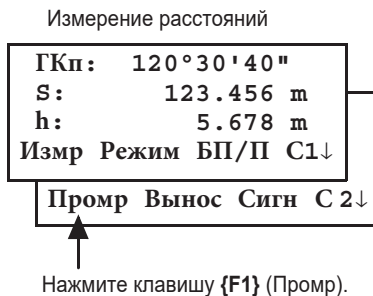 Измерение расстояний
ГКп: 120°30'40"
S: 123.456 m
h: 5.678 m
Измр Режим БП/П С1↓
Промр Вынос Сигн С 2↓
Нажмите клавишу {F1} (Промр).